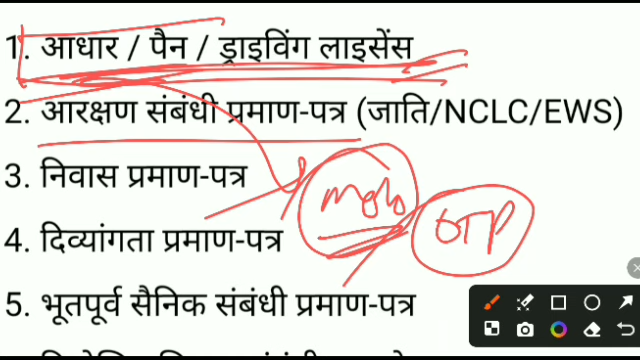 1. आधार / पैन / ड्राइविंग लाइसेंस
2. आरक्षण संबंधी प्रमाण-पत्र (जाति/NCLC/EWS)
3. निवास प्रमाण-पत्र
4. दिव्यांगता प्रमाण-पत्र
OTP
5. भूतपूर्व सैनिक संबंधी प्रमाण-पत्र